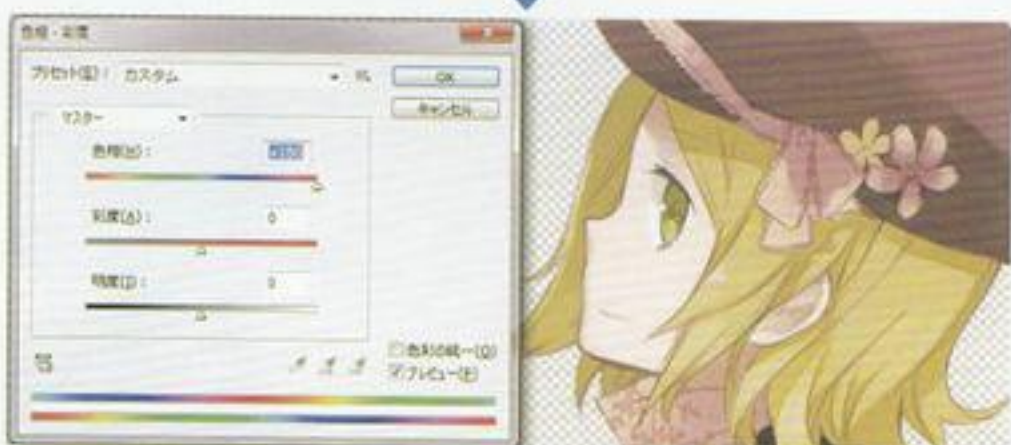 色相・彩度
プリセット(E): カスタム
OK
キャンセル
マスター
色相(H):
彩度(A): 0
明度(I): 0
色彩の統一(O)
プレビュー(P)